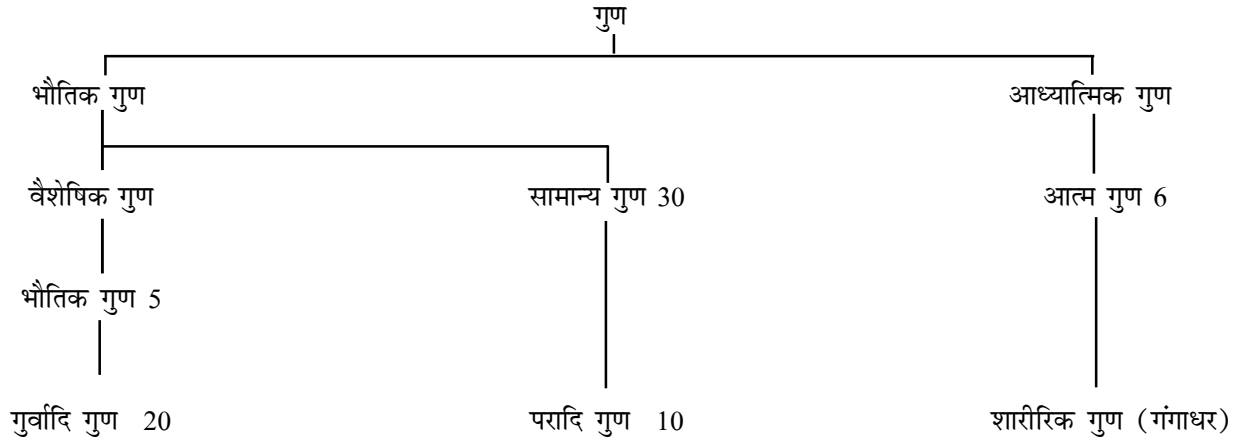 गुण
भौतिक गुण आध्यात्मिक गुण
वैशेषिक गुण सामान्य गुण 30 आत्म गुण 6
भौतिक गुण 5
गुर्वादि गुण 20 परादि गुण 10 शारीरिक गुण (गंगाधर)